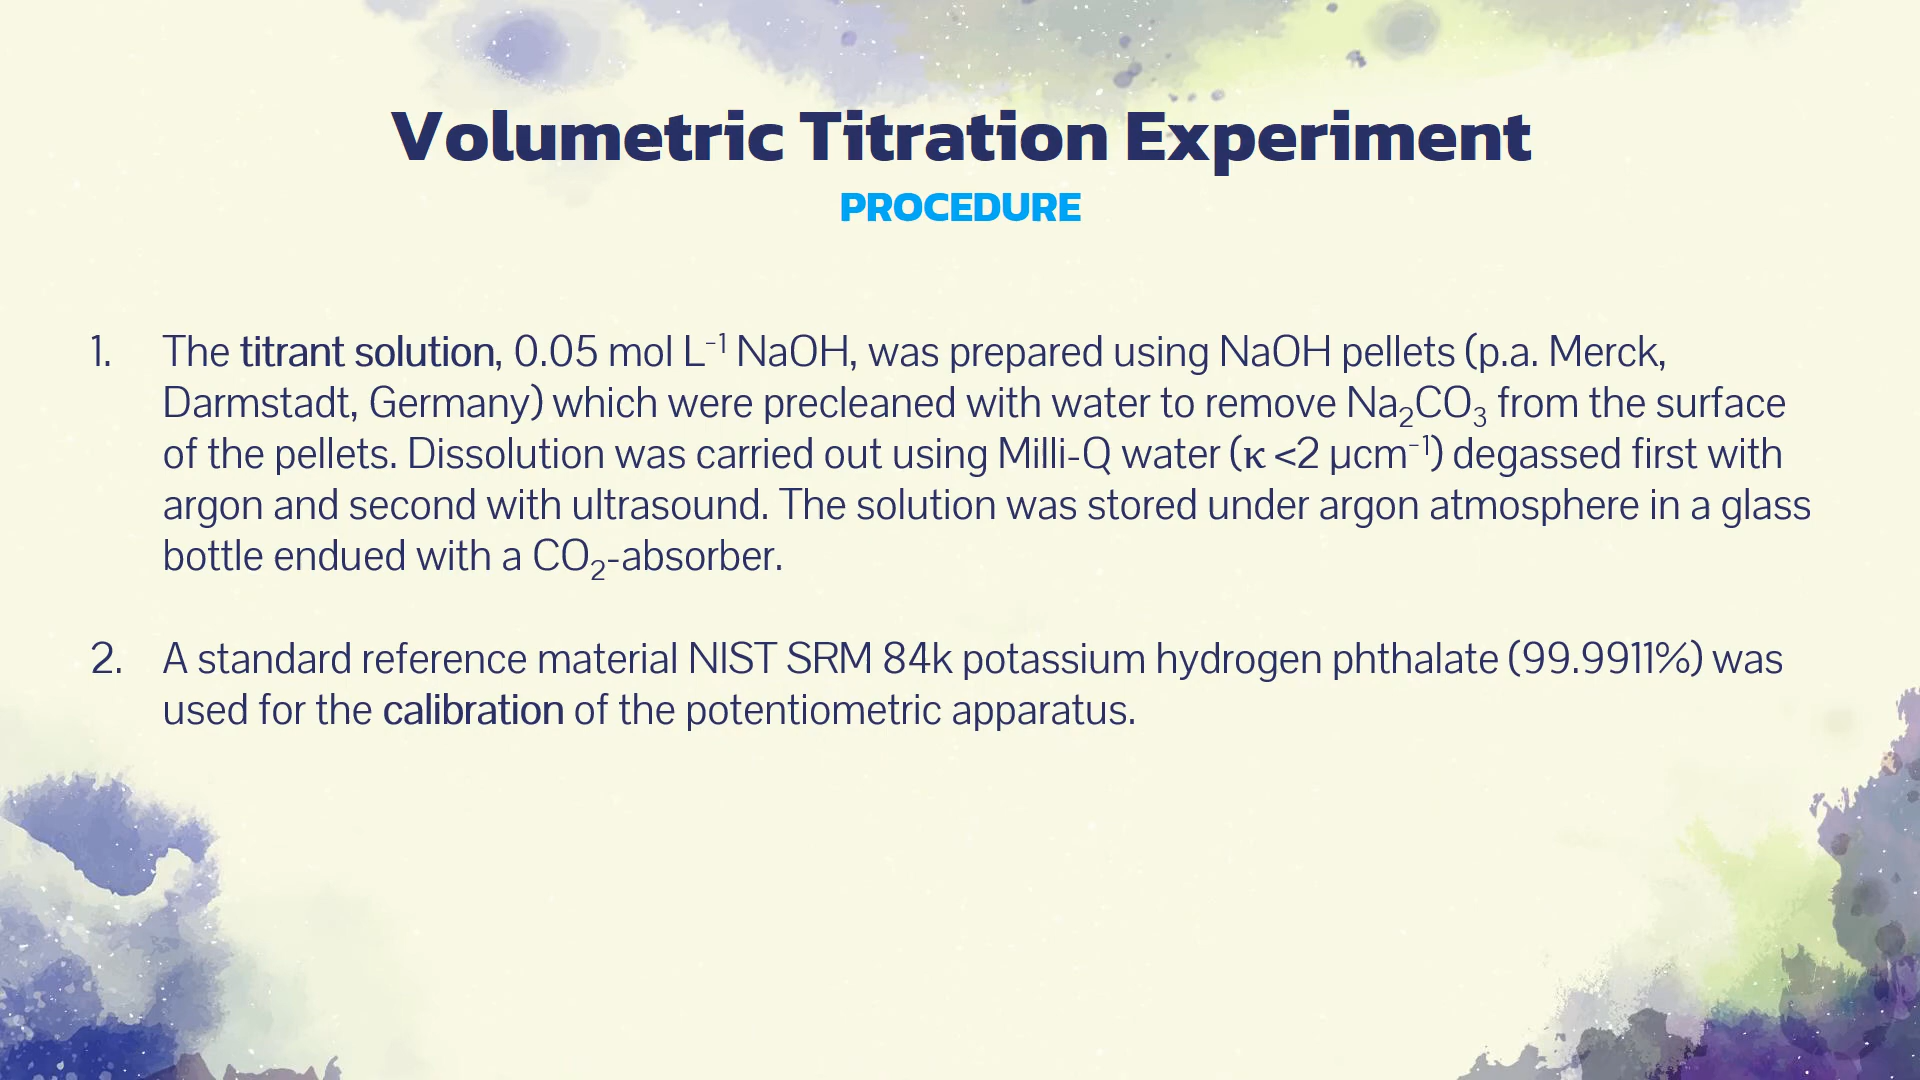 Volumetric Titration Experiment
PROCEDURE
1. The titrant solution, 0.05 mol L⁻¹ NaOH, was prepared using NaOH pellets (p.a. Merck,
Darmstadt, Germany) which were precleaned with water to remove Na₂CO₃ from the surface
of the pellets. Dissolution was carried out using Milli-Q water (κ <2 µcm⁻¹) degassed first with
argon and second with ultrasound. The solution was stored under argon atmosphere in a glass
bottle endued with a CO₂-absorber.
2. A standard reference material NIST SRM 84k potassium hydrogen phthalate (99.9911%) was
used for the calibration of the potentiometric apparatus.